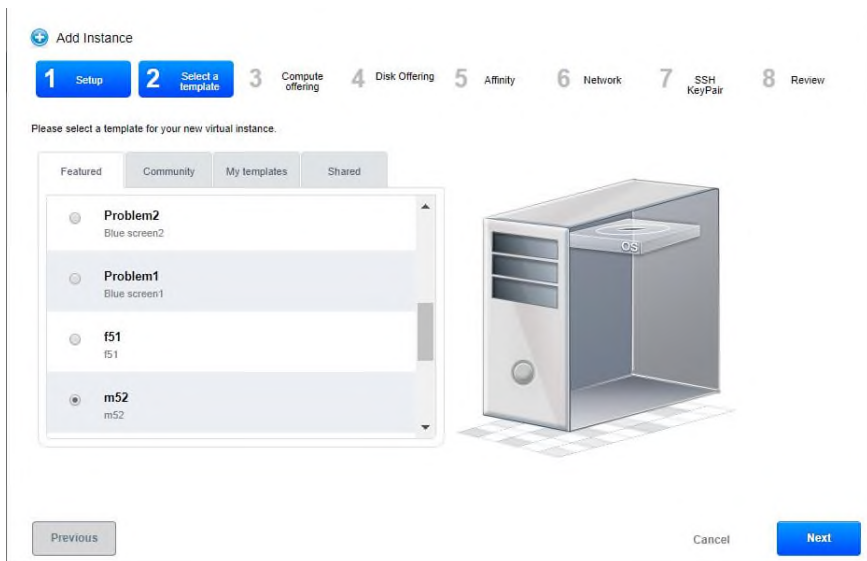 Add Instance
1 Setup
2 Select a template
3 Compute offering
4 Disk Offering
5 Affinity
6 Network
7 SSH KeyPair
8 Review
Please select a template for your new virtual instance.
Featured
Community
My templates
Shared
Problem2
Blue screen2
Problem1
Blue screen1
f51
f51
m52
m52
OS
Previous
Cancel
Next